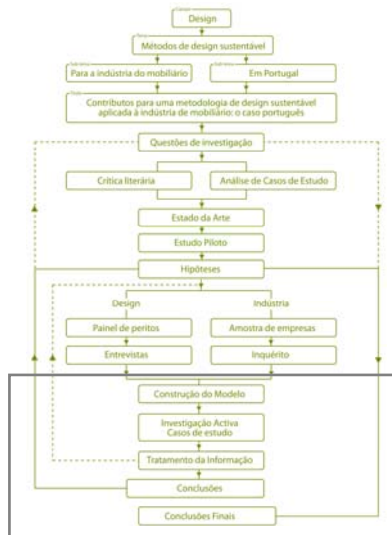 Design
Métodos de design sustentável
Para a indústria do mobiliário
Em Portugal
Contributos para uma metodologia de design sustentável
aplicada à indústria de mobiliário: o caso português
Questões de investigação
Crítica literária
Análise de Casos de Estudo
Estado da Arte
Estudo Piloto
Hipóteses
Design
Indústria
Painel de peritos
Amostra de empresas
Entrevistas
Inquérito
Construção do Modelo
Investigação Activa
Casos de estudo
Tratamento da Informação
Conclusões
Conclusões Finais